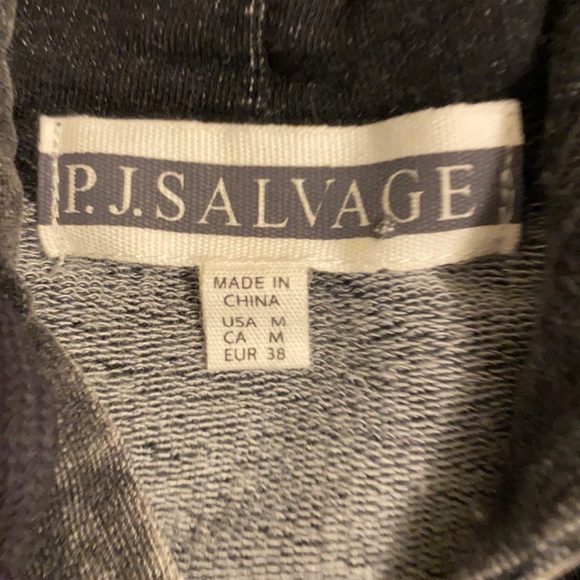 P.J.SALVAGE
MADE IN
CHINA
USA M
CA M
EUR 38